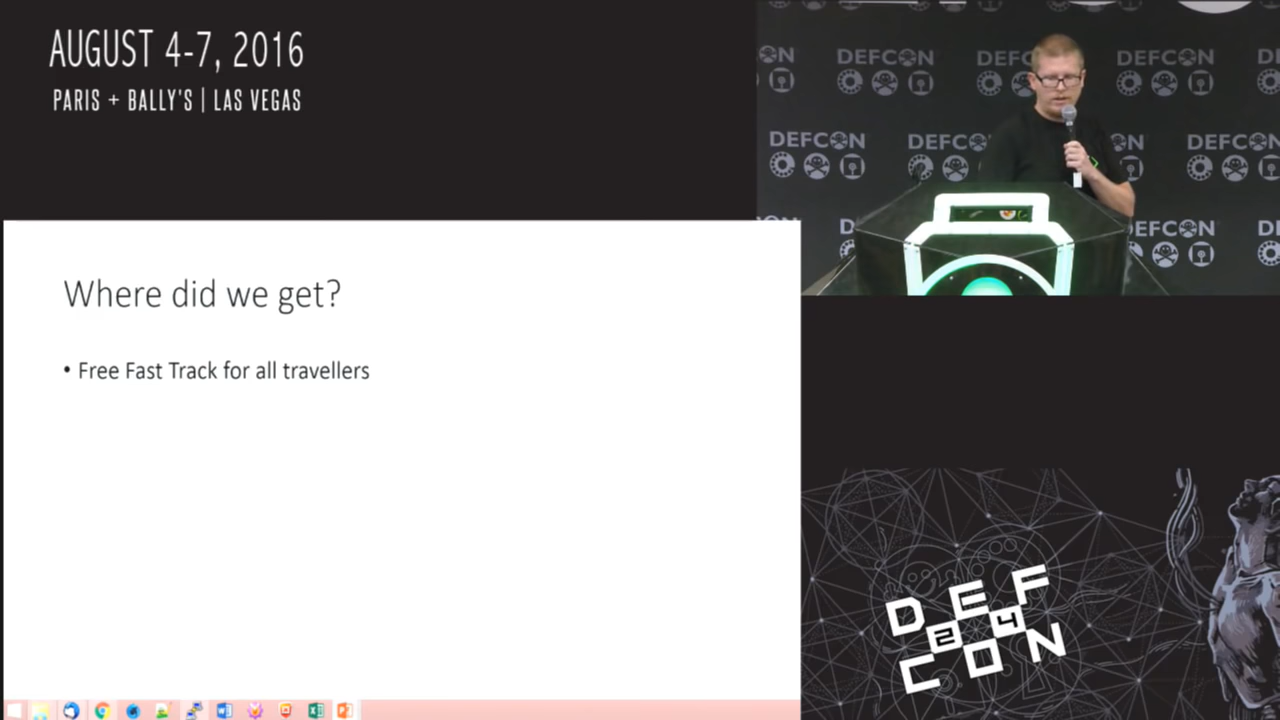 AUGUST 4-7, 2016
PARIS + BALLY'S | LAS VEGAS
DEFCON DEFCON DEFCON
DEFCON DEFCON
Where did we get?
• Free Fast Track for all travellers
DEF
24
CON